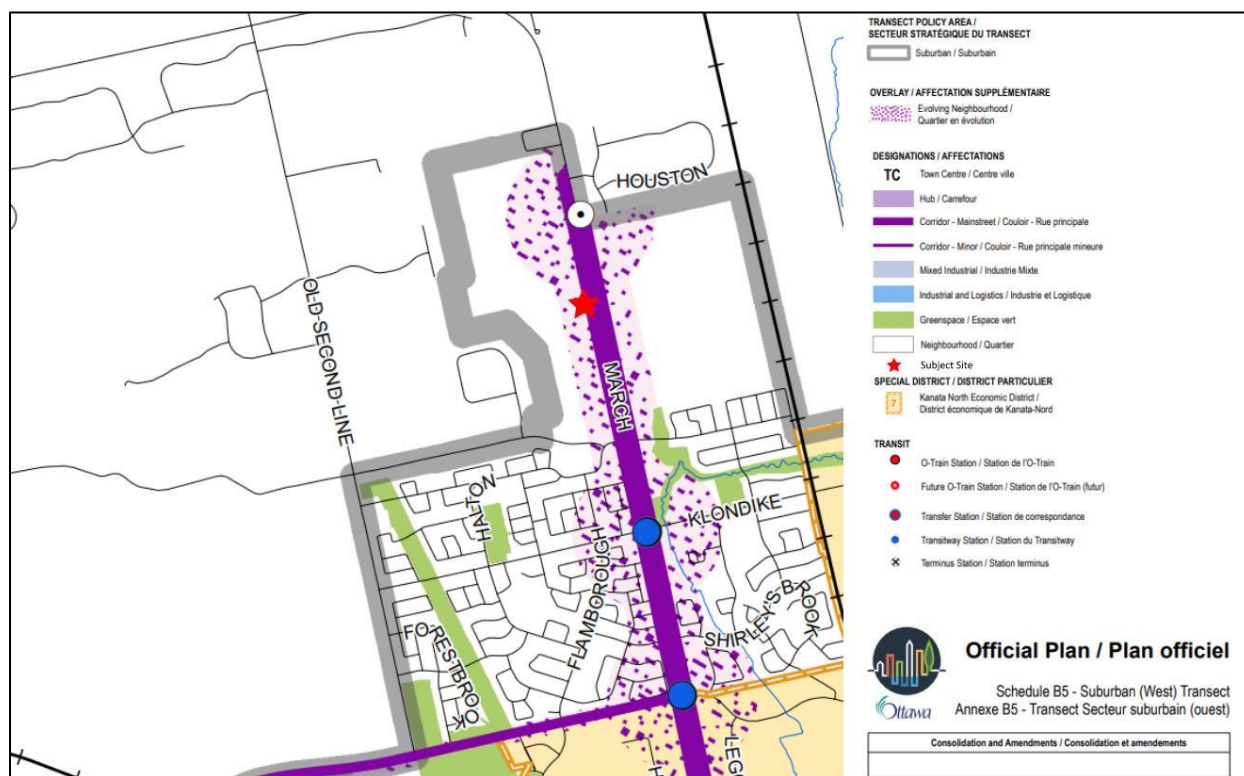 HOUSTON
OLD-SECOND-LINE
MARCH
HALTON
KLONDIKE
FLAMBOROUGH
SHIRLEY'S-B-ROOK
FO-RESTBROOK
TRANSECT POLICY AREA /
SECTEUR STRATÉGIQUE DU TRANSECT
Suburban / Suburbain
OVERLAY / AFFECTATION SUPPLÉMENTAIRE
Evolving Neighbourhood /
Quartier en évolution
DESIGNATIONS / AFFECTATIONS
TC Town Centre / Centre ville
Hub / Carrefour
Corridor - Mainstreet / Couloir - Rue principale
Corridor - Minor / Couloir - Rue principale mineure
Mixed Industrial / Industrie Mixte
Industrial and Logistics / Industrie et Logistique
Greenspace / Espace vert
Neighbourhood / Quartier
Subject Site
SPECIAL DISTRICT / DISTRICT PARTICULIER
7 Kanata North Economic District /
District économique de Kanata-Nord
TRANSIT
O-Train Station / Station de l'O-Train
Future O-Train Station / Station de l'O-Train (futur)
Transfer Station / Station de correspondance
Transitway Station / Station du Transitway
Terminus Station / Station terminus
Ottawa
Official Plan / Plan officiel
Schedule B5 - Suburban (West) Transect
Annexe B5 - Transect Secteur suburbain (ouest)
Consolidation and Amendments / Consolidation et amendements